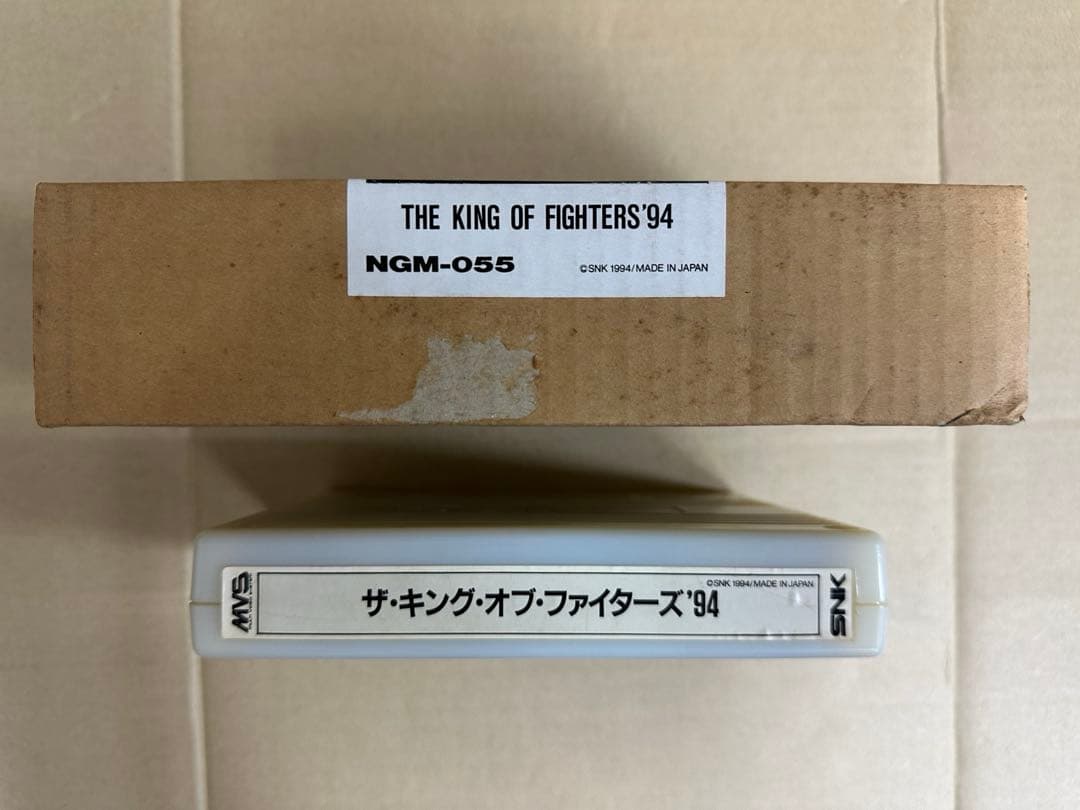 THE KING OF FIGHTERS'94
NGM-055
©SNK 1994/MADE IN JAPAN
MVS
©SNK 1994/MADE IN JAPAN
ザ・キング・オブ・ファイターズ'94
SNK